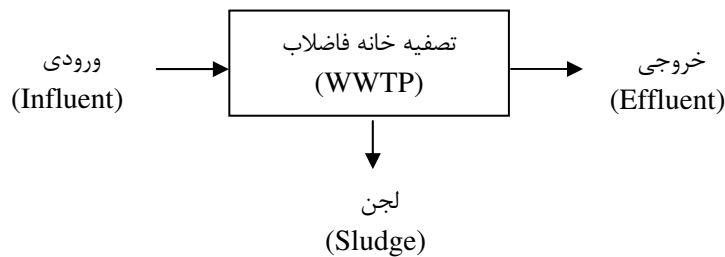 ورودی
(Influent)
تصفیه خانه فاضلاب
(WWTP)
خروجی
(Effluent)
لجن
(Sludge)